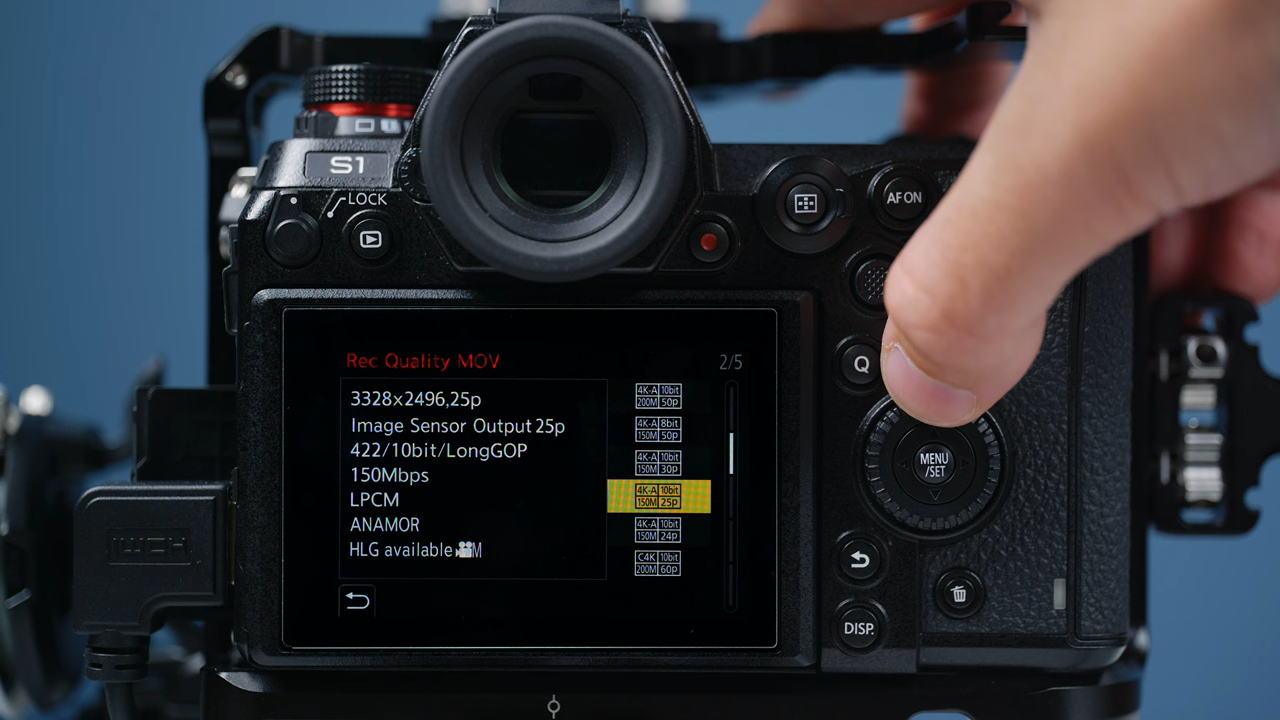 S1
LOCK
AF ON
Q
MENU
/SET
DISP.
Rec Quality MOV
2/5
3328×2496,25p
Image Sensor Output 25p
422/10bit/LongGOP
150Mbps
LPCM
ANAMOR
HLG available M
4K-A 10bit
200M 50p
4K-A 8bit
150M 50p
4K-A 10bit
150M 30p
4K-A 10bit
150M 25p
4K-A 10bit
150M 24p
C4K 10bit
200M 60p